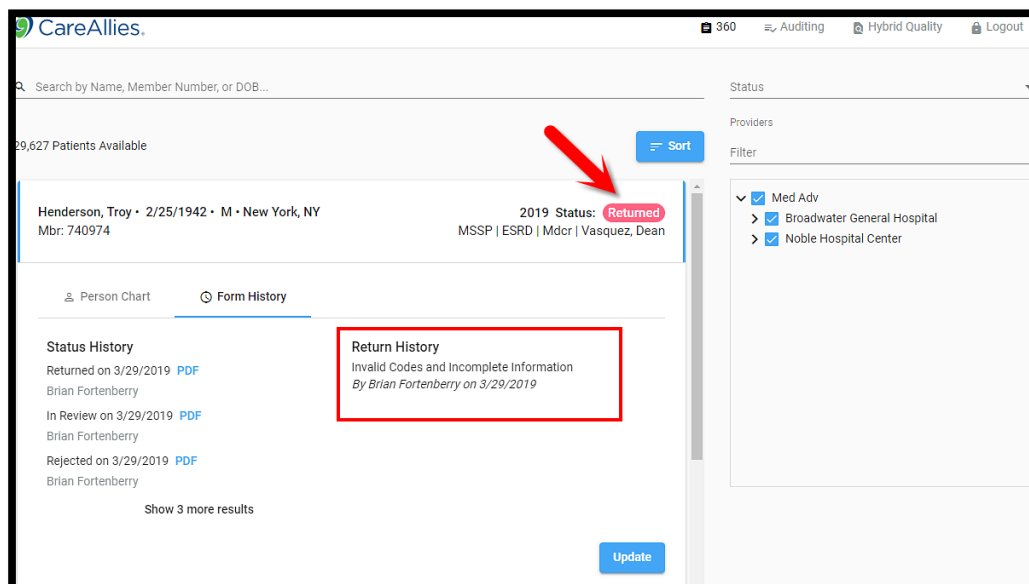 CareAllies.
360
Auditing
Hybrid Quality
Logout
Search by Name, Member Number, or DOB...
Status
29,627 Patients Available
Sort
Providers
Filter
Henderson, Troy • 2/25/1942 • M • New York, NY
2019 Status: Returned
Mbr: 740974
MSSP | ESRD | Mdcr | Vasquez, Dean
Med Adv
Broadwater General Hospital
Noble Hospital Center
Person Chart
Form History
Status History
Returned on 3/29/2019 PDF
Brian Fortenberry
In Review on 3/29/2019 PDF
Brian Fortenberry
Rejected on 3/29/2019 PDF
Brian Fortenberry
Show 3 more results
Return History
Invalid Codes and Incomplete Information
By Brian Fortenberry on 3/29/2019
Update